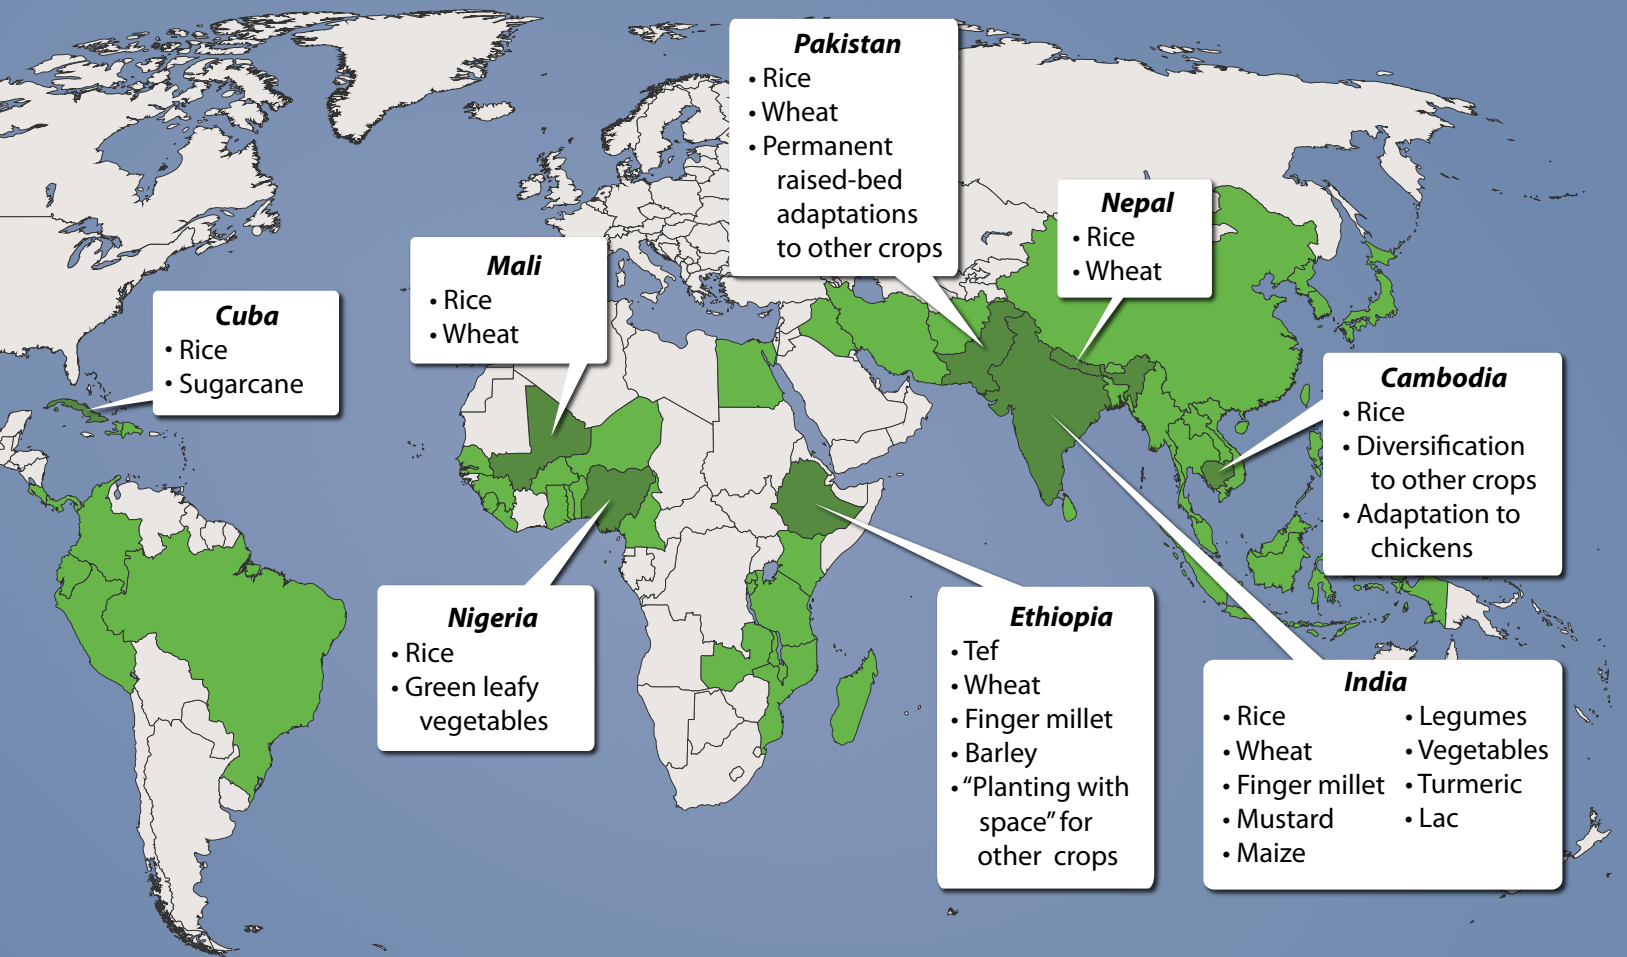 Pakistan
• Rice
• Wheat
• Permanent
raised-bed
adaptations
to other crops
Nepal
• Rice
• Wheat
Mali
• Rice
• Wheat
Cuba
• Rice
• Sugarcane
Cambodia
• Rice
• Diversification
to other crops
• Adaptation to
chickens
Nigeria
• Rice
• Green leafy
vegetables
Ethiopia
• Tef
• Wheat
• Finger millet
• Barley
• “Planting with
space” for
other crops
India
• Rice
• Wheat
• Finger millet
• Mustard
• Maize
• Legumes
• Vegetables
• Turmeric
• Lac